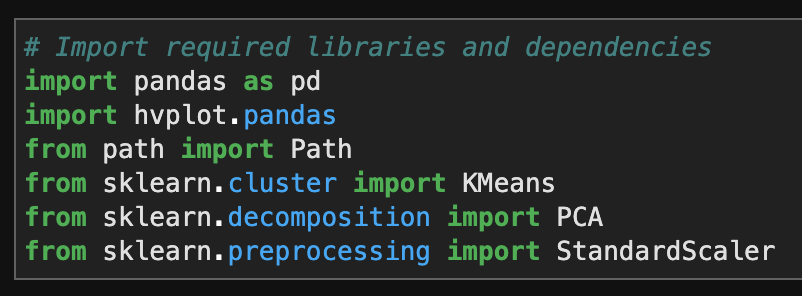 # Import required libraries and dependencies
import pandas as pd
import hvplot.pandas
from path import Path
from sklearn.cluster import KMeans
from sklearn.decomposition import PCA
from sklearn.preprocessing import StandardScaler